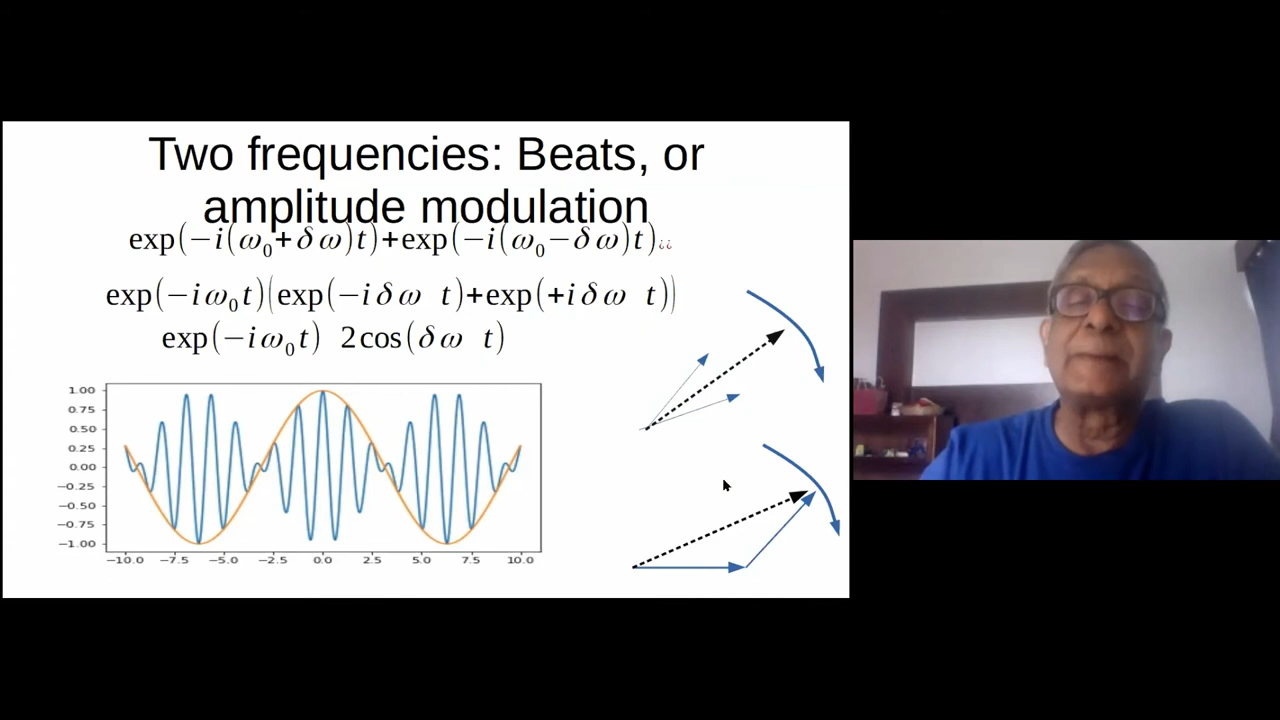 Two frequencies: Beats, or
amplitude modulation
exp(−i(ω₀+δω)t)+exp(−i(ω₀−δω)t)¿¿
exp(−iω₀t)(exp(−iδω t)+exp(+iδω t))
exp(−iω₀t) 2cos(δω t)
1.00
0.75
0.50
0.25
0.00
−0.25
−0.50
−0.75
−1.00
−10.0 −7.5 −5.0 −2.5 0.0 2.5 5.0 7.5 10.0